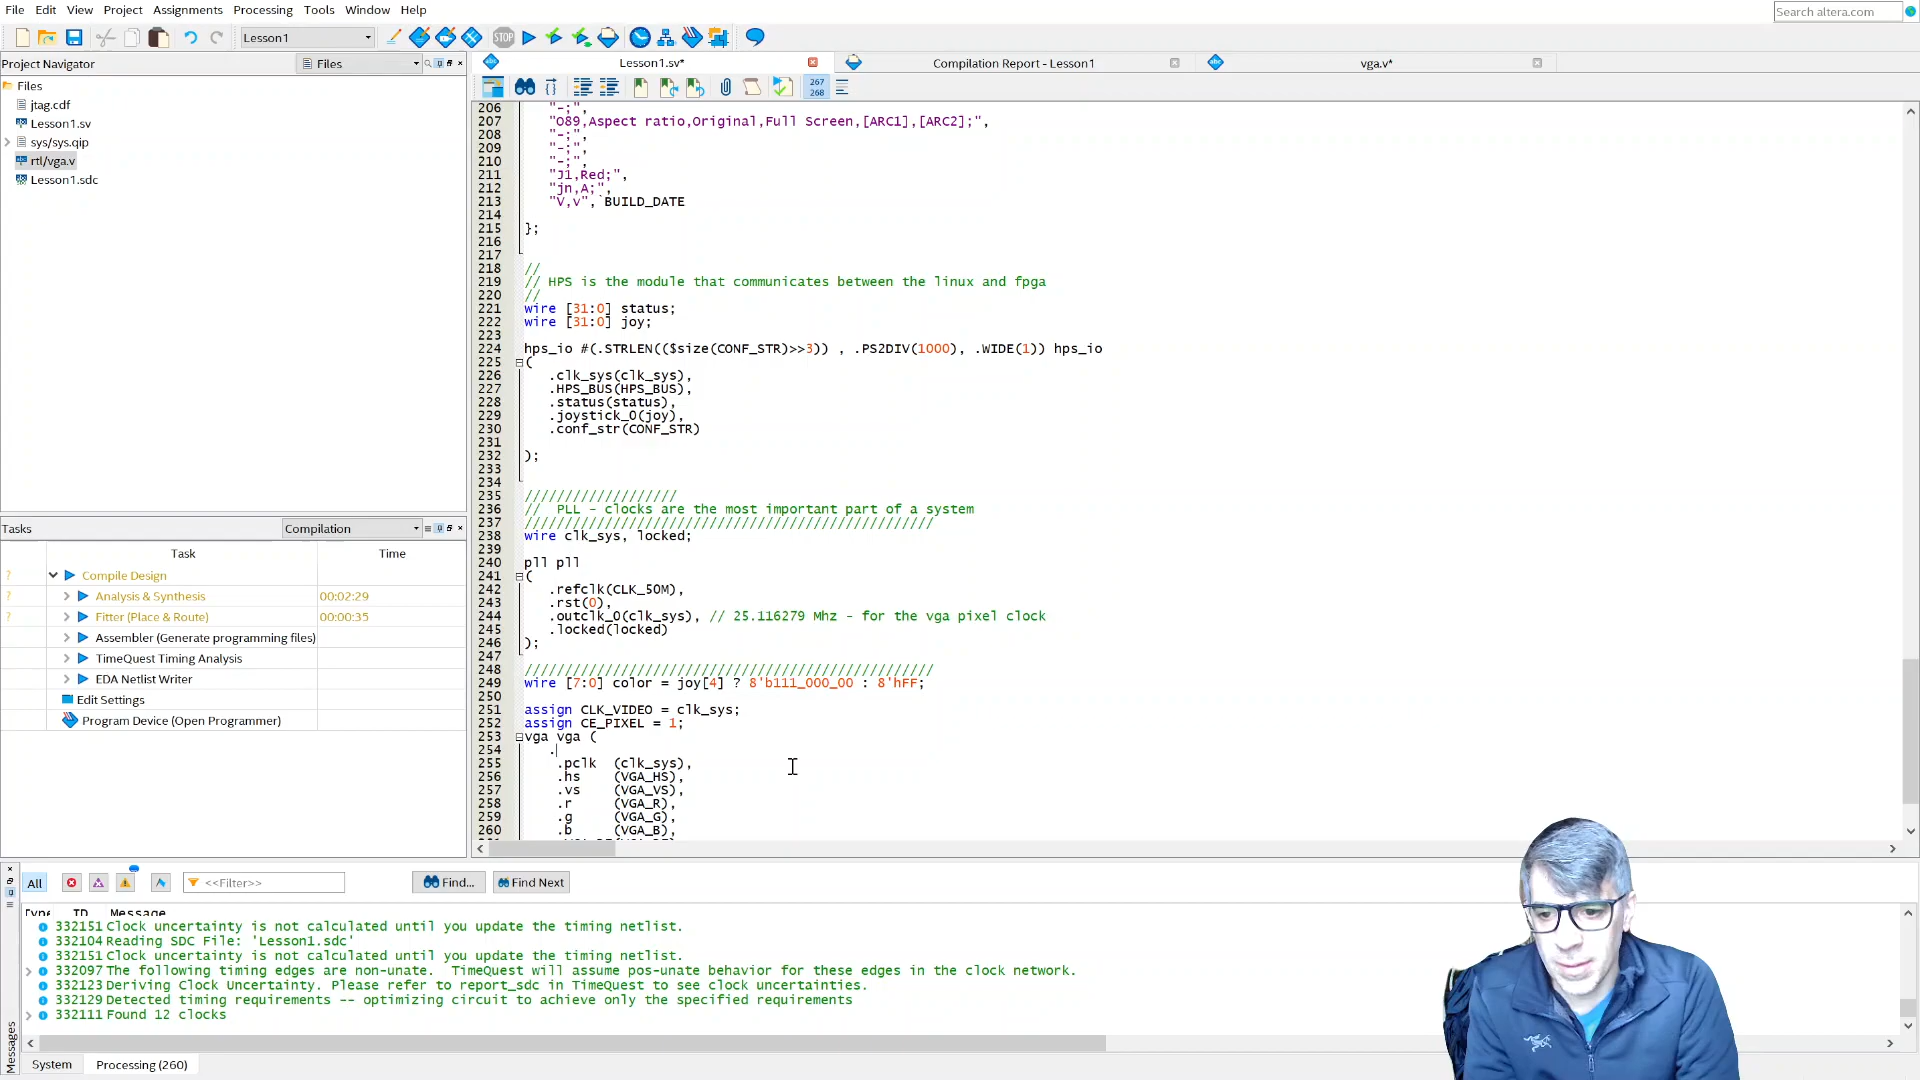 File Edit View Project Assignments Processing Tools Window Help
Search altera.com
Lesson1
STOP
Project Navigator
Files
Lesson1.sv*
Compilation Report - Lesson1
vga.v*
267
268
Files
jtag.cdf
Lesson1.sv
sys/sys.qip
rtl/vga.v
Lesson1.sdc
206 "-;",
207 "O89,Aspect ratio,Original,Full Screen,[ARC1],[ARC2];",
208 "-;",
209 "-;",
210 "-;",
211 "J1,Red;",
212 "jn,A;",
213 "V,v",`BUILD_DATE
214
215 };
216
217
218 //
219 // HPS is the module that communicates between the linux and fpga
220 //
221 wire [31:0] status;
222 wire [31:0] joy;
223
224 hps_io #(.STRLEN(($size(CONF_STR)>>3)) , .PS2DIV(1000), .WIDE(1)) hps_io
225 (
226 .clk_sys(clk_sys),
227 .HPS_BUS(HPS_BUS),
228 .status(status),
229 .joystick_0(joy),
230 .conf_str(CONF_STR)
231
232 );
233
234
235 ///////////////////
236 // PLL - clocks are the most important part of a system
237 ///////////////////////////////////////////////////
238 wire clk_sys, locked;
239
240 pll pll
241 (
242 .refclk(CLK_50M),
243 .rst(0),
244 .outclk_0(clk_sys), // 25.116279 Mhz - for the vga pixel clock
245 .locked(locked)
246 );
247
248 ///////////////////////////////////////////////////
249 wire [7:0] color = joy[4] ? 8'b111_000_00 : 8'hFF;
250
251 assign CLK_VIDEO = clk_sys;
252 assign CE_PIXEL = 1;
253 vga vga (
254 .
255 .pclk (clk_sys),
256 .hs (VGA_HS),
257 .vs (VGA_VS),
258 .r (VGA_R),
259 .g (VGA_G),
260 .b (VGA_B),
Tasks
Compilation
Task Time
Compile Design
Analysis & Synthesis 00:02:29
Fitter (Place & Route) 00:00:35
Assembler (Generate programming files)
TimeQuest Timing Analysis
EDA Netlist Writer
Edit Settings
Program Device (Open Programmer)
All
<<Filter>>
Find...
Find Next
Type ID Message
332151 Clock uncertainty is not calculated until you update the timing netlist.
332104 Reading SDC File: 'Lesson1.sdc'
332151 Clock uncertainty is not calculated until you update the timing netlist.
332097 The following timing edges are non-unate. TimeQuest will assume pos-unate behavior for these edges in the clock network.
332123 Deriving Clock Uncertainty. Please refer to report_sdc in TimeQuest to see clock uncertainties.
332129 Detected timing requirements -- optimizing circuit to achieve only the specified requirements
332111 Found 12 clocks
Messages
System
Processing (260)